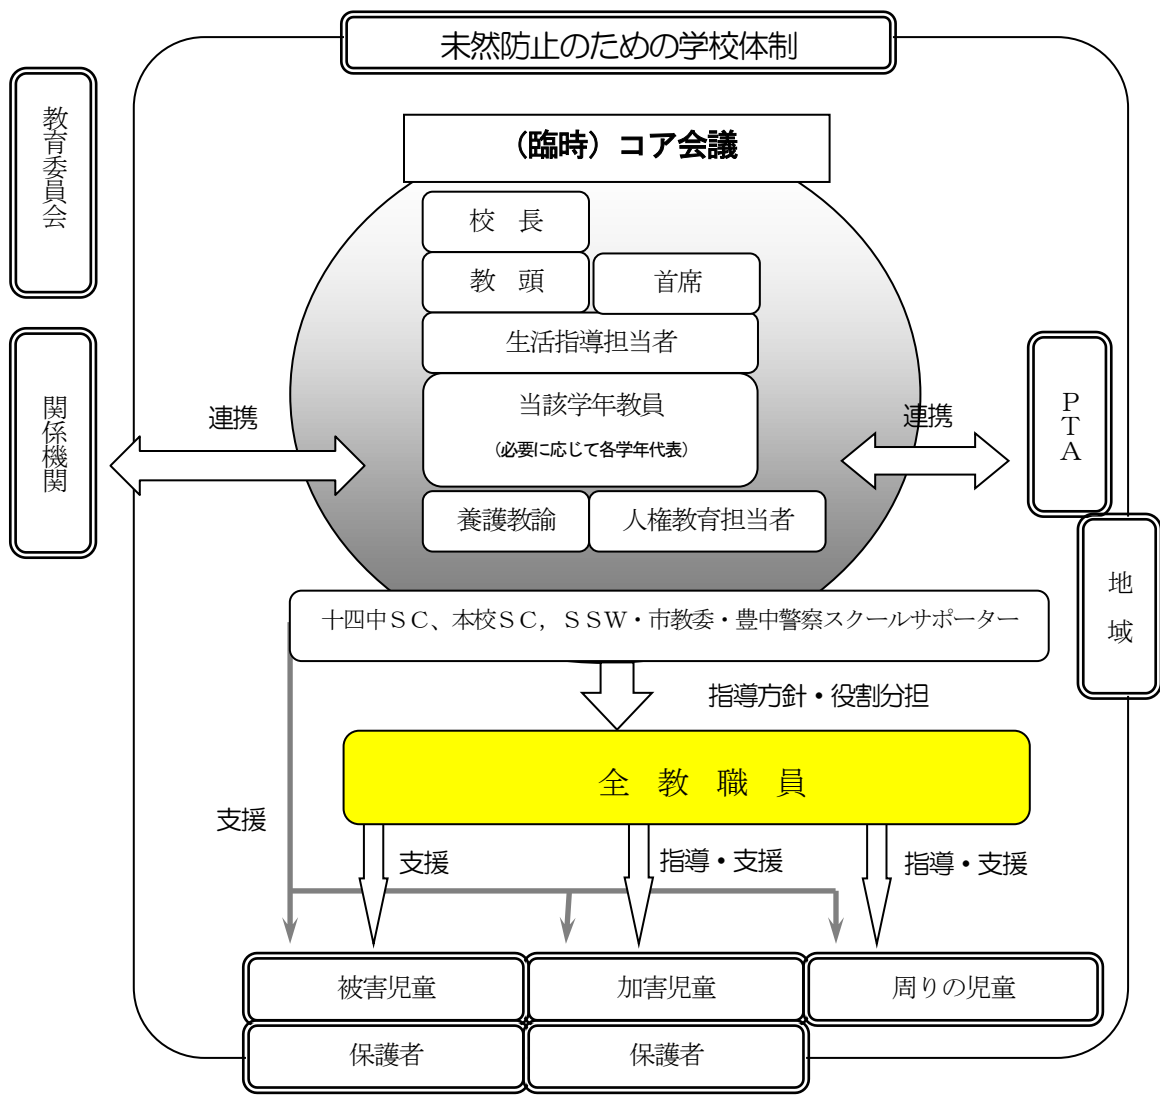 未然防止のための学校体制
教育委員会
(臨時)コア会議
校 長
教 頭
首席
生活指導担当者
当該学年教員
(必要に応じて各学年代表)
養護教諭
人権教育担当者
関係機関
連携
連携
PTA
地域
十四中SC、本校SC, SSW・市教委・豊中警察スクールサポーター
指導方針・役割分担
全 教 職 員
支援
支援
指導・支援
指導・支援
被害児童
加害児童
周りの児童
保護者
保護者